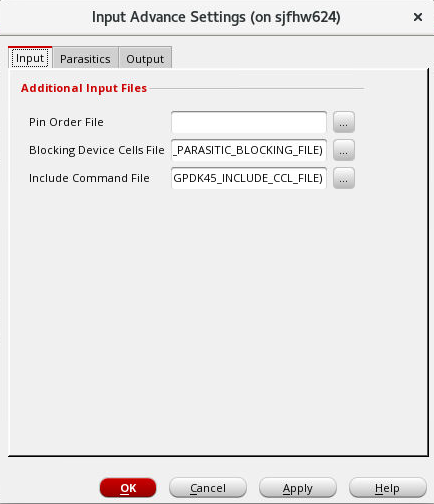 Input Advance Settings (on sjfhw624)
Input Parasitics Output
Additional Input Files
Pin Order File ...
Blocking Device Cells File _PARASITIC_BLOCKING_FILE) ...
Include Command File GPDK45_INCLUDE_CCL_FILE) ...
OK Cancel Apply Help